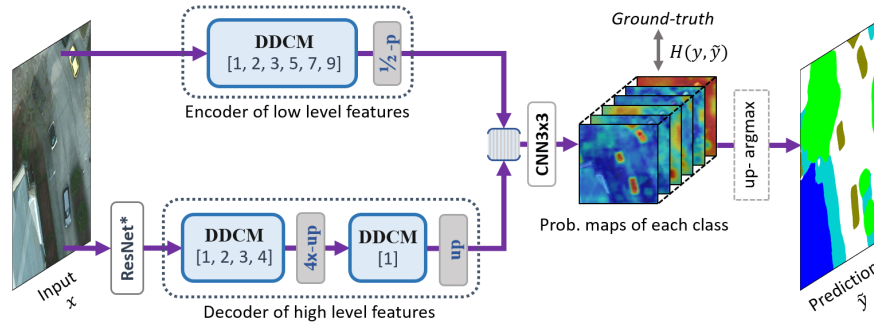 DDCM
[1, 2, 3, 5, 7, 9]
½ -p
Encoder of low level features
Ground-truth
H(y, ỹ)
CNN3x3
Prob. maps of each class
up- argmax
Input
x
ResNet*
DDCM
[1, 2, 3, 4]
4x-up
DDCM
[1]
up
Decoder of high level features
Prediction
ỹ